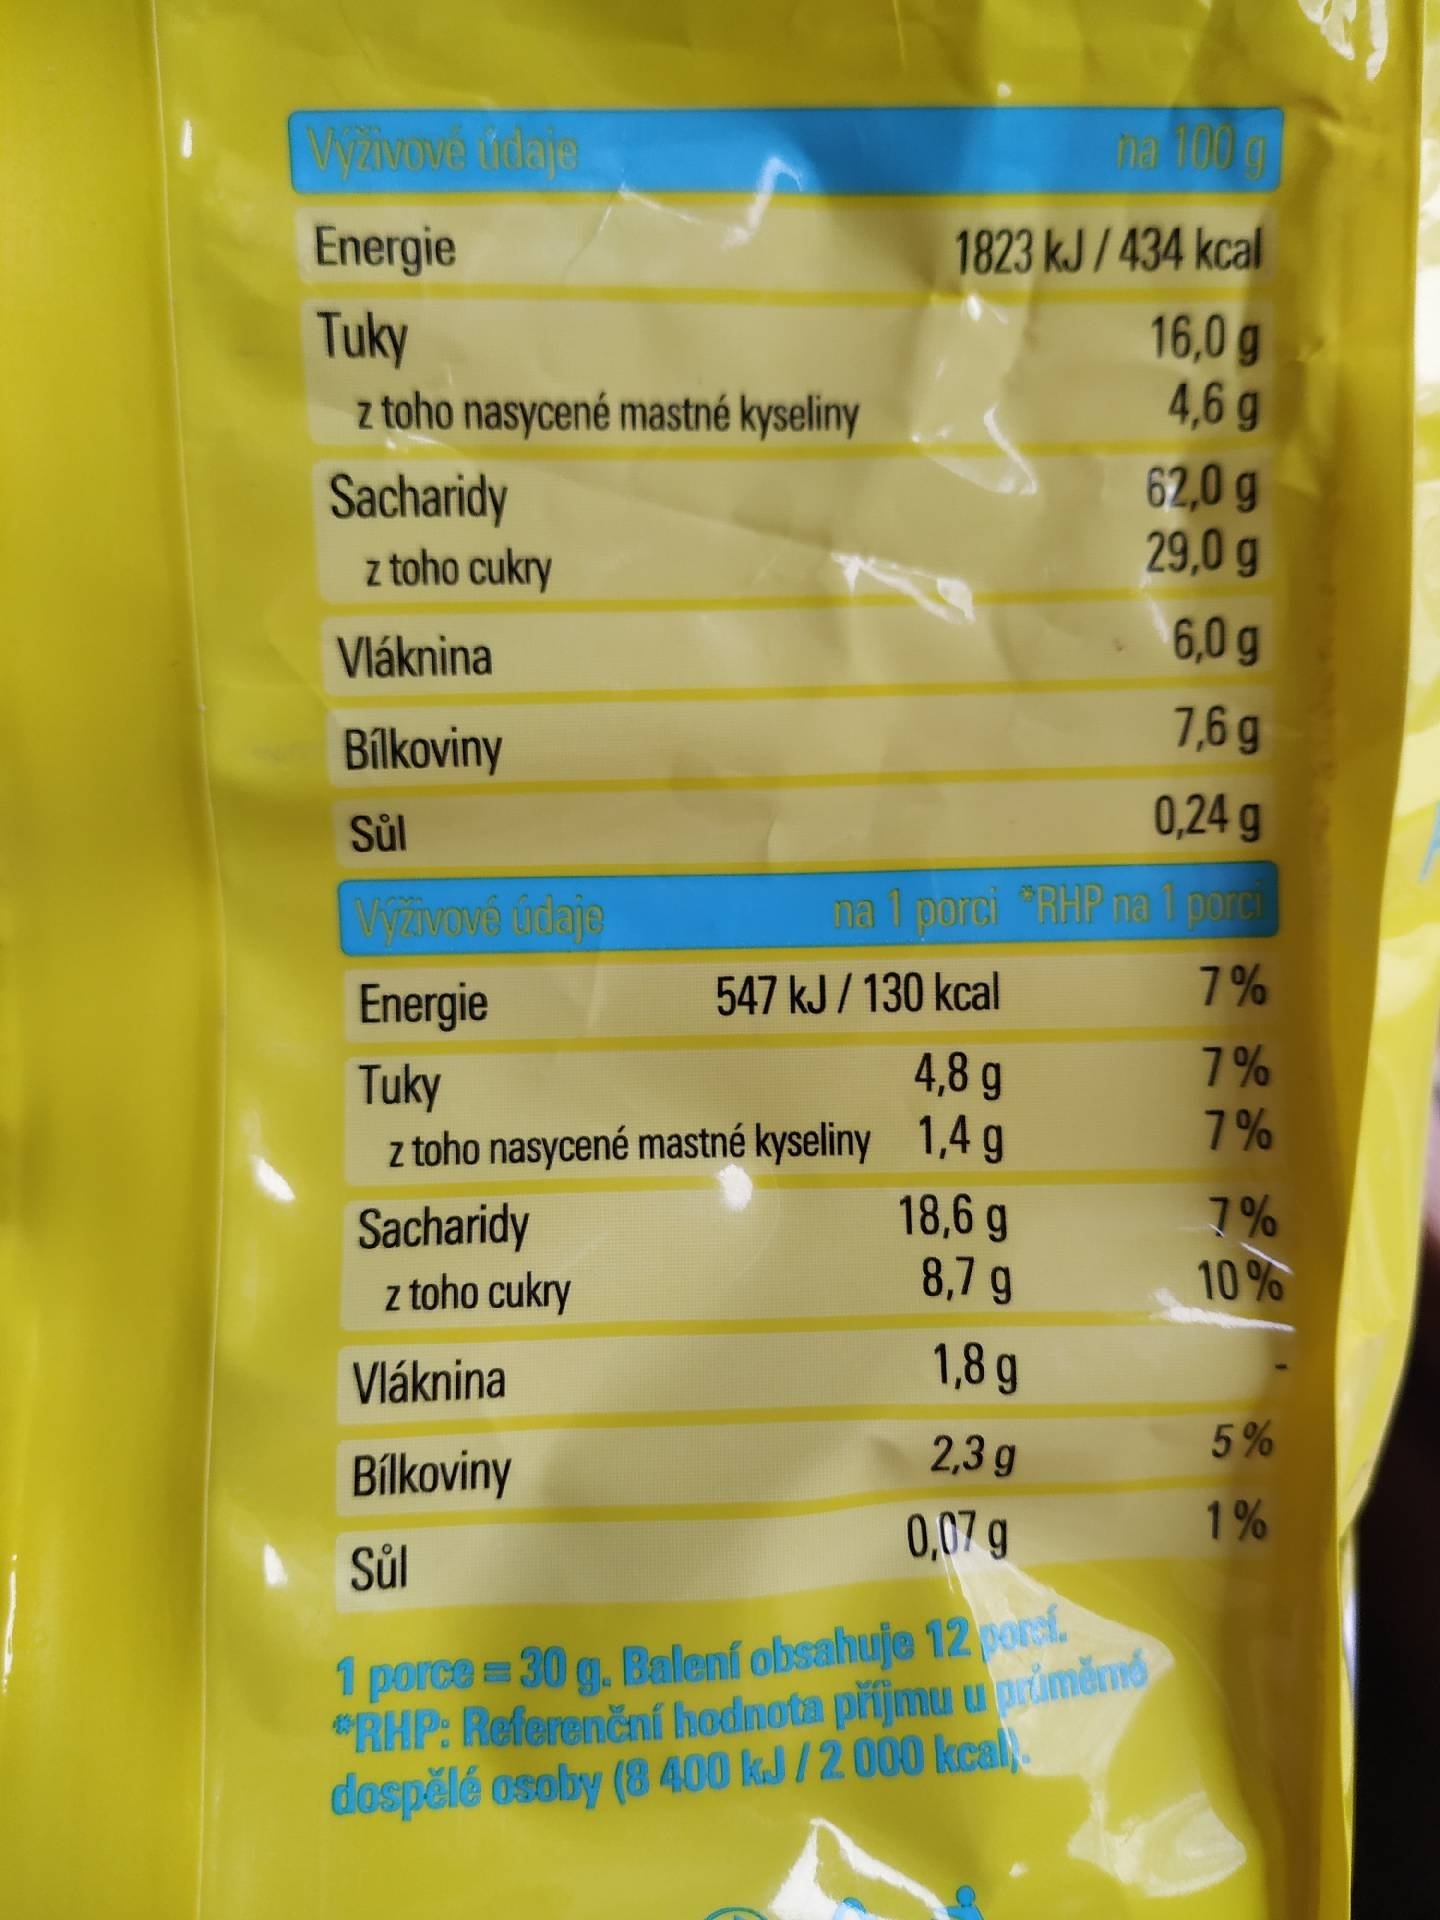 Výživové údaje na 100 g
Energie 1823 kJ / 434 kcal
Tuky 16,0 g
z toho nasycené mastné kyseliny 4,6 g
Sacharidy 62,0 g
z toho cukry 29,0 g
Vláknina 6,0 g
Bílkoviny 7,6 g
Sůl 0,24 g
Výživové údaje na 1 porci *RHP na 1 porci
Energie 547 kJ / 130 kcal 7 %
Tuky 4,8 g 7 %
z toho nasycené mastné kyseliny 1,4 g 7 %
Sacharidy 18,6 g 7 %
z toho cukry 8,7 g 10 %
Vláknina 1,8 g -
Bílkoviny 2,3 g 5 %
Sůl 0,07 g 1 %
1 porce = 30 g. Balení obsahuje 12 porcí.
*RHP: Referenční hodnota příjmu u průměrné
dospělé osoby (8 400 kJ / 2 000 kcal).